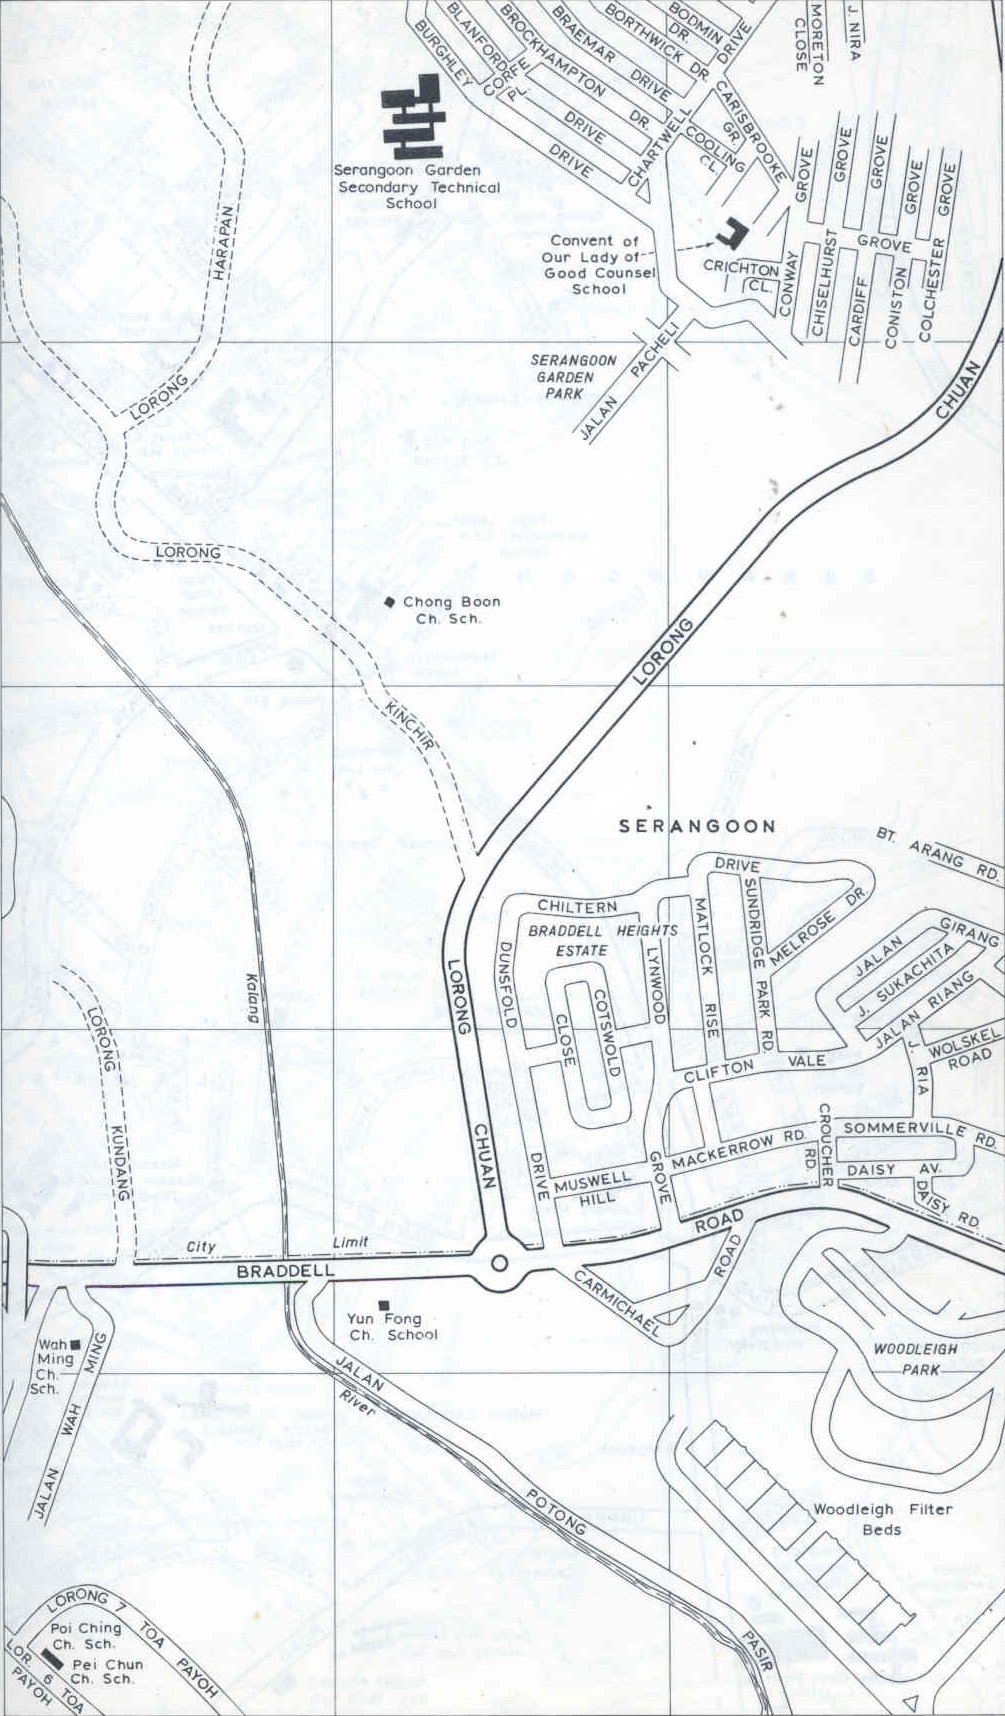 BURGHLEY
DRIVE
BLANFORD
DRIVE
CORFE
PL.
BROCKHAMPTON
DR.
BRAEMAR DRIVE
BORTHWICK DR.
BODMIN
DR.
DRIVE
CHARTWELL
CARISBROOKE
GR.
COOLING
CL.
MORETON
CLOSE
J. NIRA
Serangoon Garden
Secondary Technical
School
Convent of
Our Lady of
Good Counsel
School
CRICHTON
CL.
CONWAY
GROVE
CHISELHURST
GROVE
CARDIFF
GROVE
CONISTON
GROVE
COLCHESTER GROVE
GROVE
LORONG
HARAPAN
SERANGOON
GARDEN
PARK
JALAN PACHELI
LORONG CHUAN
LORONG
KINCHIR
Chong Boon
Ch. Sch.
SERANGOON
BT. ARANG RD.
CHILTERN DRIVE
BRADDELL HEIGHTS
ESTATE
DUNSFOLD
DRIVE
COTSWOLD
CLOSE
LYNWOOD
GROVE
MATLOCK RISE
SUNDRIDGE PARK RD.
MELROSE DR.
JALAN GIRANG
J. SUKACHITA
JALAN RIANG
WOLSKEL
ROAD
J. RIA
CLIFTON VALE
Kalang
LORONG
KUNDANG
LORONG
CHUAN
CROUCHER
RD.
SOMMERVILLE RD.
MACKERROW RD.
DAISY AV.
DAISY RD.
MUSWELL
HILL
City Limit
BRADDELL ROAD
CARMICHAEL
ROAD
Yun Fong
Ch. School
Wah
Ming
Ch.
Sch.
JALAN WAH MING
WOODLEIGH
PARK
JALAN
River
POTONG
PASIR
Woodleigh Filter
Beds
LORONG 7 TOA PAYOH
Poi Ching
Ch. Sch.
Pei Chun
Ch. Sch.
LOR. 6 TOA
PAYOH